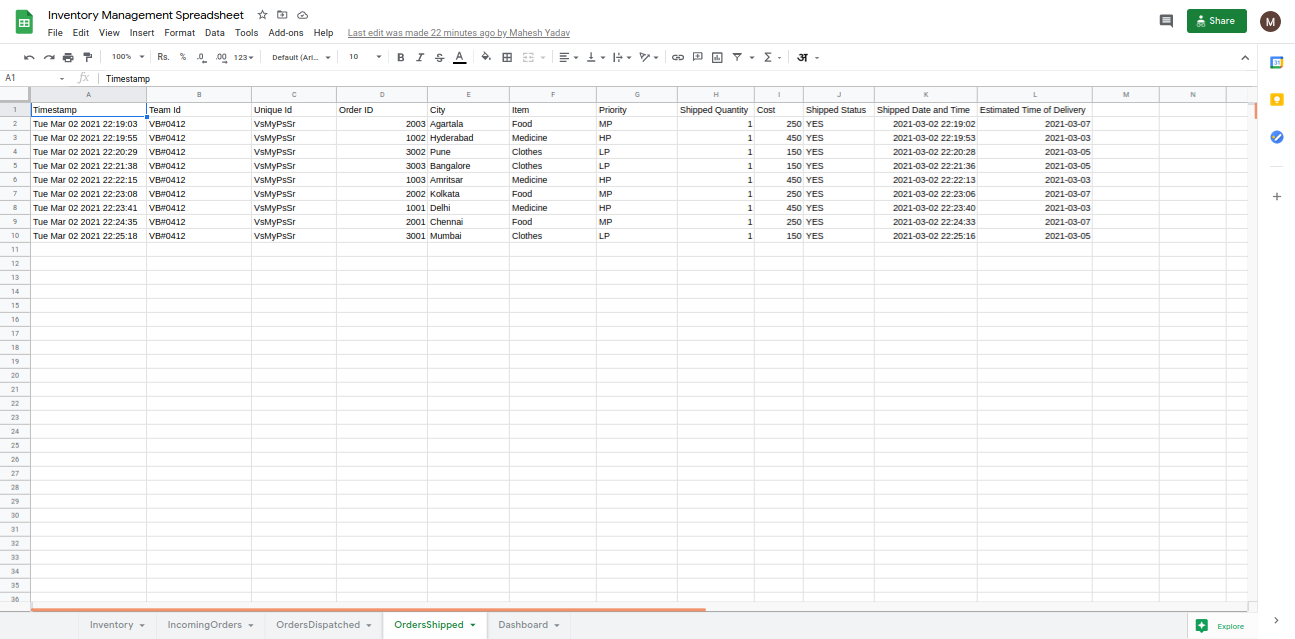 Inventory Management Spreadsheet
File Edit View Insert Format Data Tools Add-ons Help Last edit was made 22 minutes ago by Mahesh Yadav
Share
M
100% Rs. % .0 .00 123 Default (Ari... 10 B I S A Σ अ
A1 fx Timestamp
A B C D E F G H I J K L M N
1 Timestamp Team Id Unique Id Order ID City Item Priority Shipped Quantity Cost Shipped Status Shipped Date and Time Estimated Time of Delivery
2 Tue Mar 02 2021 22:19:03 VB#0412 VsMyPsSr 2003 Agartala Food MP 1 250 YES 2021-03-02 22:19:02 2021-03-07
3 Tue Mar 02 2021 22:19:55 VB#0412 VsMyPsSr 1002 Hyderabad Medicine HP 1 450 YES 2021-03-02 22:19:53 2021-03-03
4 Tue Mar 02 2021 22:20:29 VB#0412 VsMyPsSr 3002 Pune Clothes LP 1 150 YES 2021-03-02 22:20:28 2021-03-05
5 Tue Mar 02 2021 22:21:38 VB#0412 VsMyPsSr 3003 Bangalore Clothes LP 1 150 YES 2021-03-02 22:21:36 2021-03-05
6 Tue Mar 02 2021 22:22:15 VB#0412 VsMyPsSr 1003 Amritsar Medicine HP 1 450 YES 2021-03-02 22:22:13 2021-03-03
7 Tue Mar 02 2021 22:23:08 VB#0412 VsMyPsSr 2002 Kolkata Food MP 1 250 YES 2021-03-02 22:23:06 2021-03-07
8 Tue Mar 02 2021 22:23:41 VB#0412 VsMyPsSr 1001 Delhi Medicine HP 1 450 YES 2021-03-02 22:23:40 2021-03-03
9 Tue Mar 02 2021 22:24:35 VB#0412 VsMyPsSr 2001 Chennai Food MP 1 250 YES 2021-03-02 22:24:33 2021-03-07
10 Tue Mar 02 2021 22:25:18 VB#0412 VsMyPsSr 3001 Mumbai Clothes LP 1 150 YES 2021-03-02 22:25:16 2021-03-05
11
12
13
14
15
16
17
18
19
20
21
22
23
24
25
26
27
28
29
30
31
32
33
34
35
36
Inventory IncomingOrders OrdersDispatched OrdersShipped Dashboard Explore